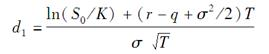 d₁ = ln(S₀/K) + (r − q + σ²/2)T / σ √T